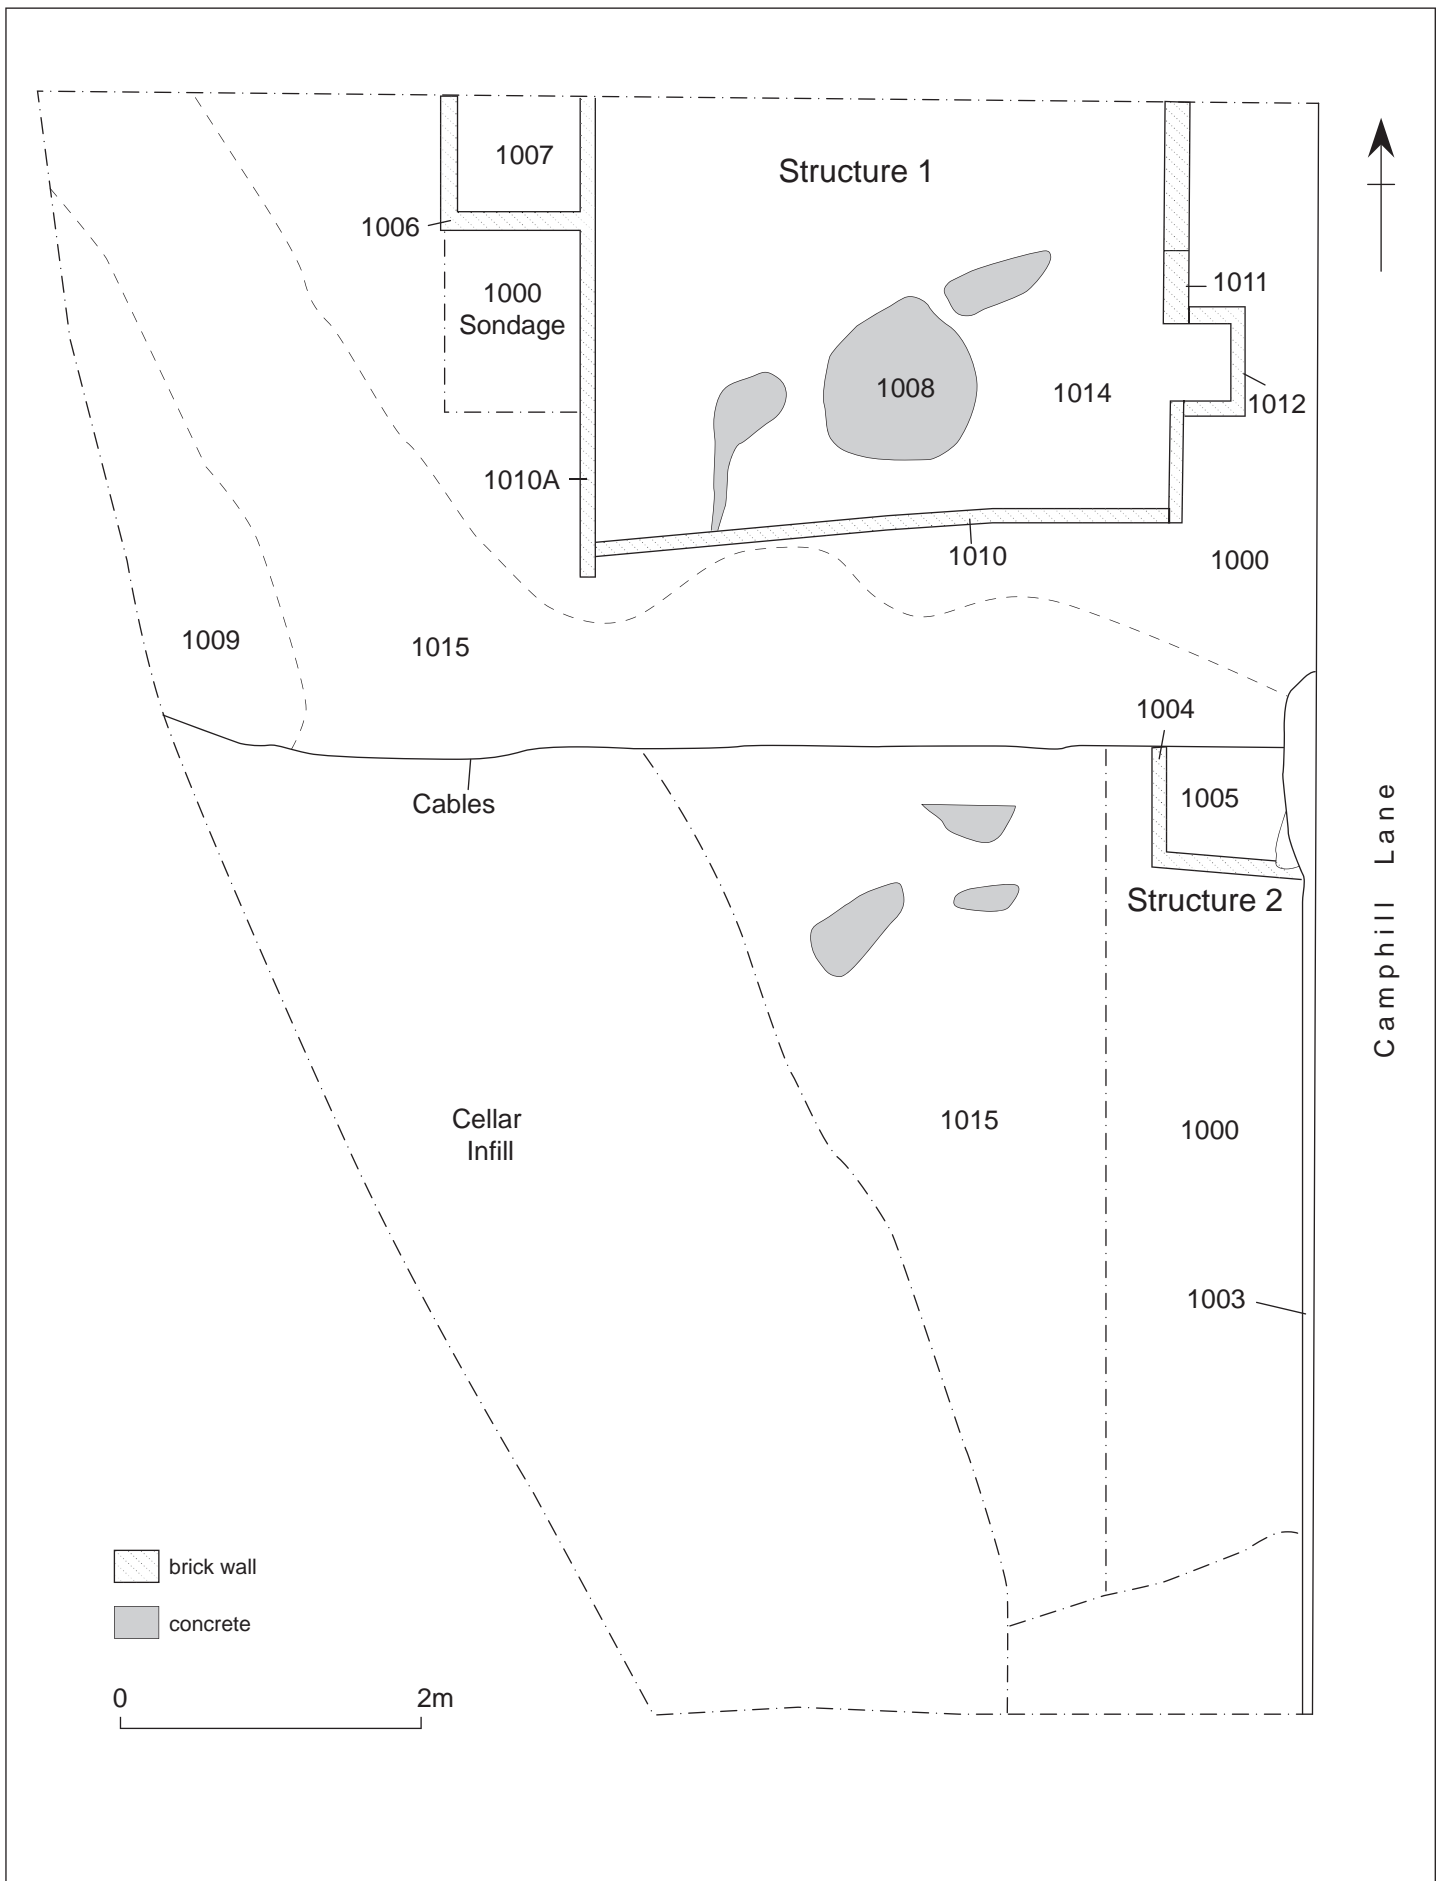 1007
Structure 1
1006
1011
1000
Sondage
1008
1014
1012
1010A
1010
1000
1009
1015
1004
1005
Cables
Structure 2
Camphill Lane
Cellar
Infill
1015
1000
1003
brick wall
concrete
0 2m